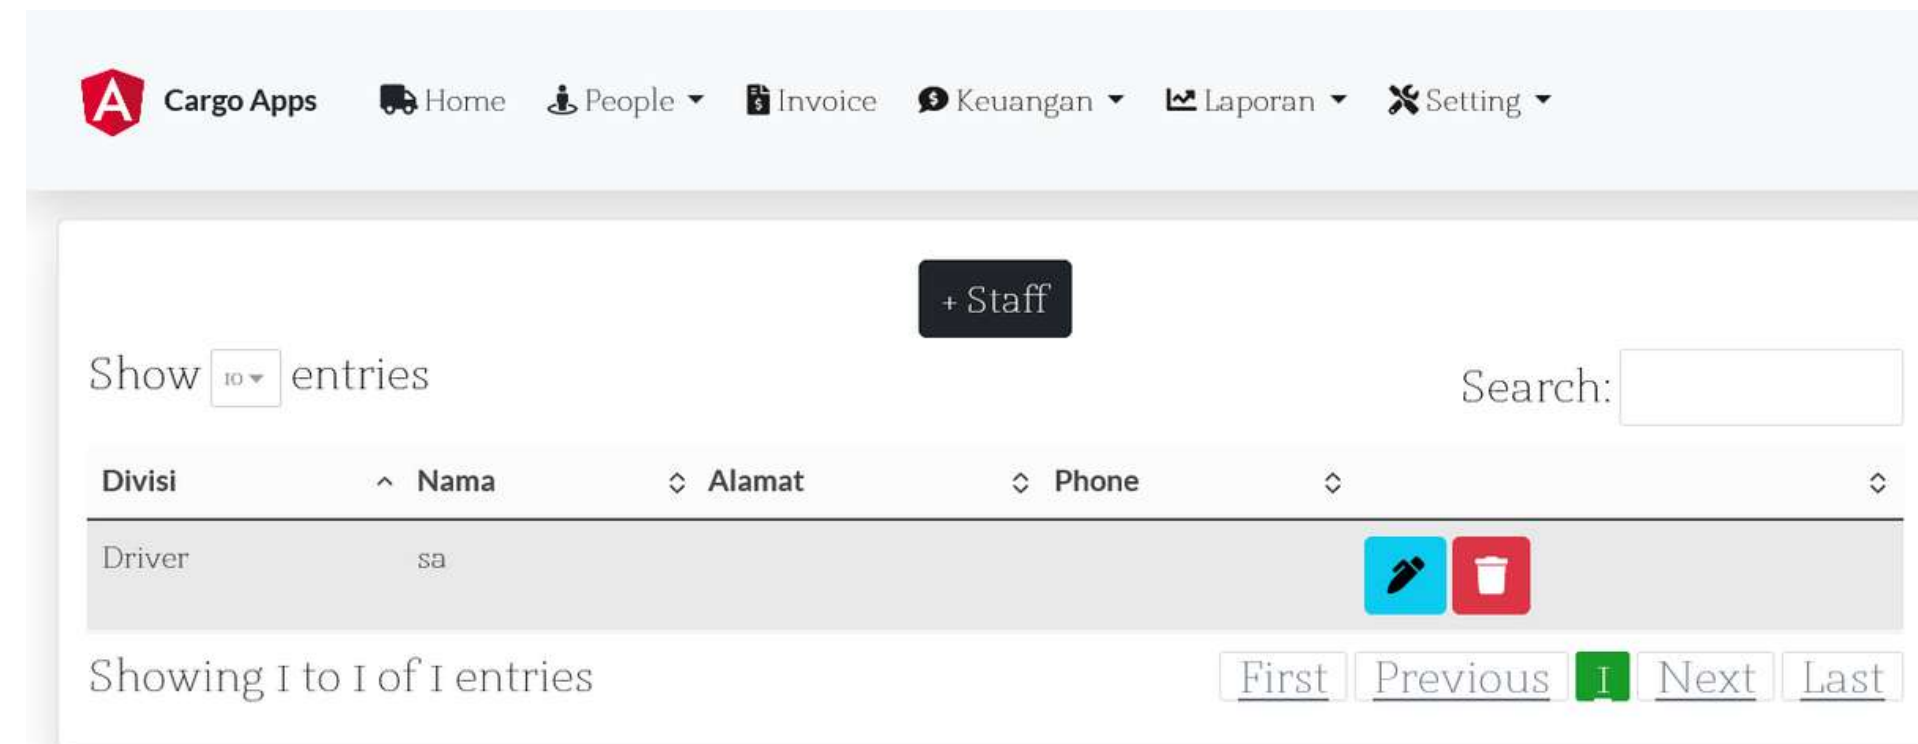 Cargo Apps Home People Invoice Keuangan Laporan Setting
+ Staff
Show 10 entries
Search:
Divisi Nama Alamat Phone
Driver sa
Showing 1 to 1 of 1 entries
First Previous 1 Next Last